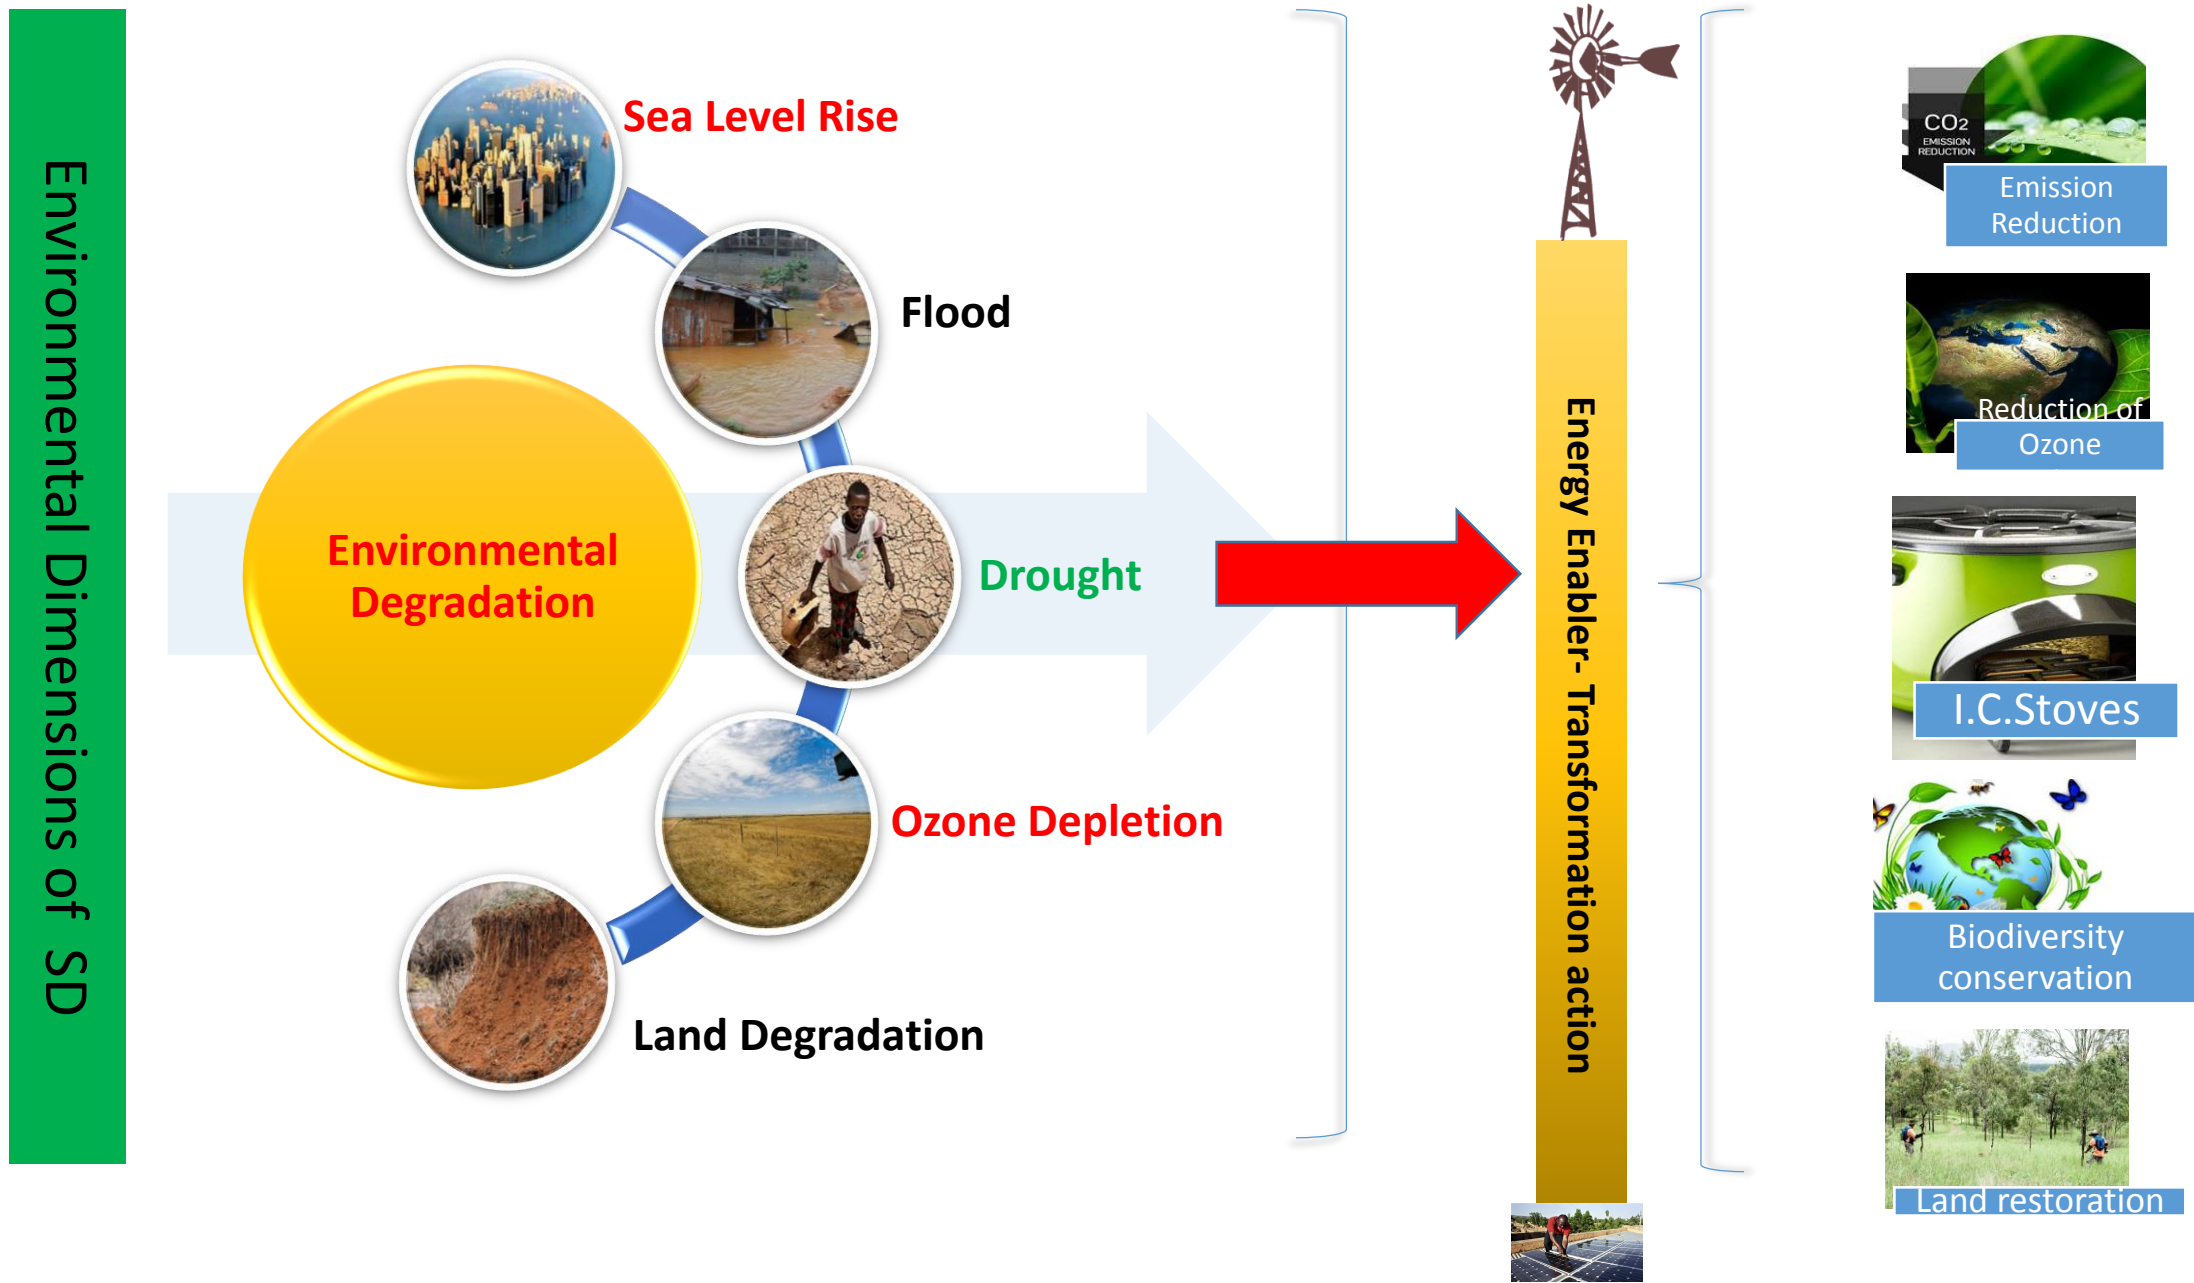 Environmental Dimensions of SD
Sea Level Rise
Flood
Environmental
Degradation
Drought
Ozone Depletion
Land Degradation
Energy Enabler- Transformation action
CO2
EMISSION
REDUCTION
Emission
Reduction
Reduction of
Ozone
I.C.Stoves
Biodiversity
conservation
Land restoration